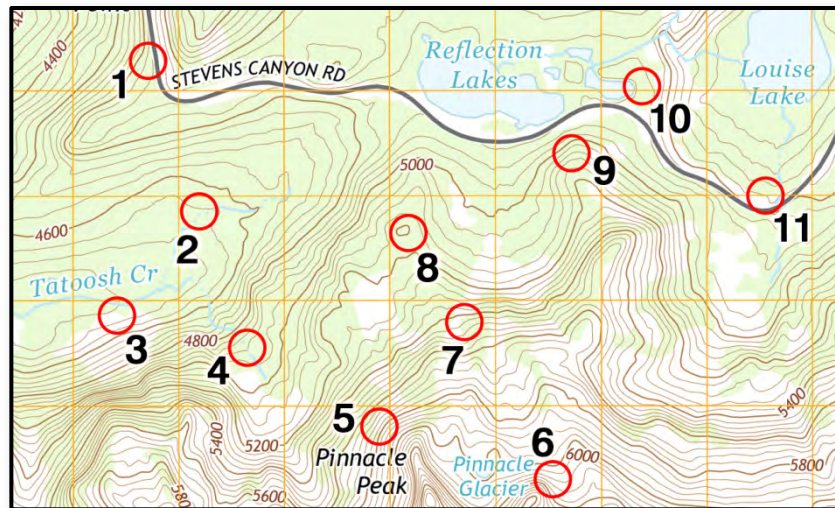 1
STEVENS CANYON RD
4400
Reflection
Lakes
Louise
Lake
10
9
11
5000
4600
2
8
Tatoosh Cr
3
4800
4
7
5
Pinnacle
Peak
5400
5200
5600
6
6000
Pinnacle
Glacier
5400
5800